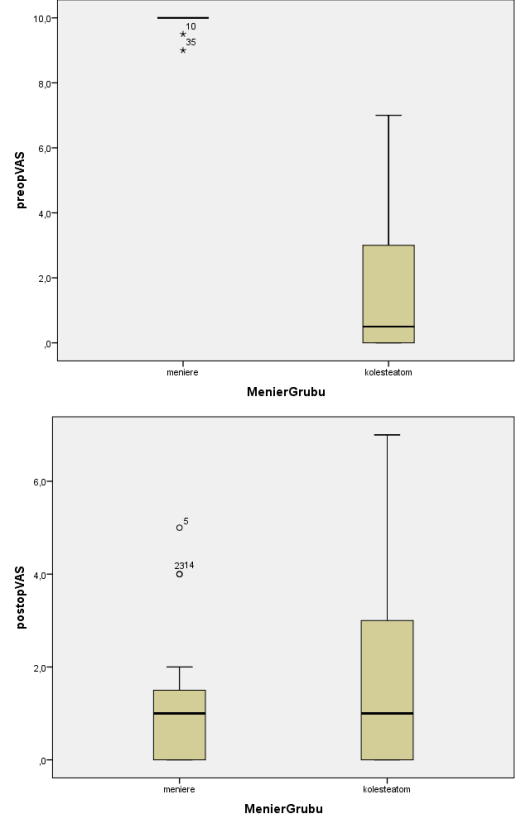 preopVAS
10,0
8,0
6,0
4,0
2,0
,0
10
35
meniere
kolesteatom
MenierGrubu
postopVAS
6,0
4,0
2,0
,0
5
2314
meniere
kolesteatom
MenierGrubu